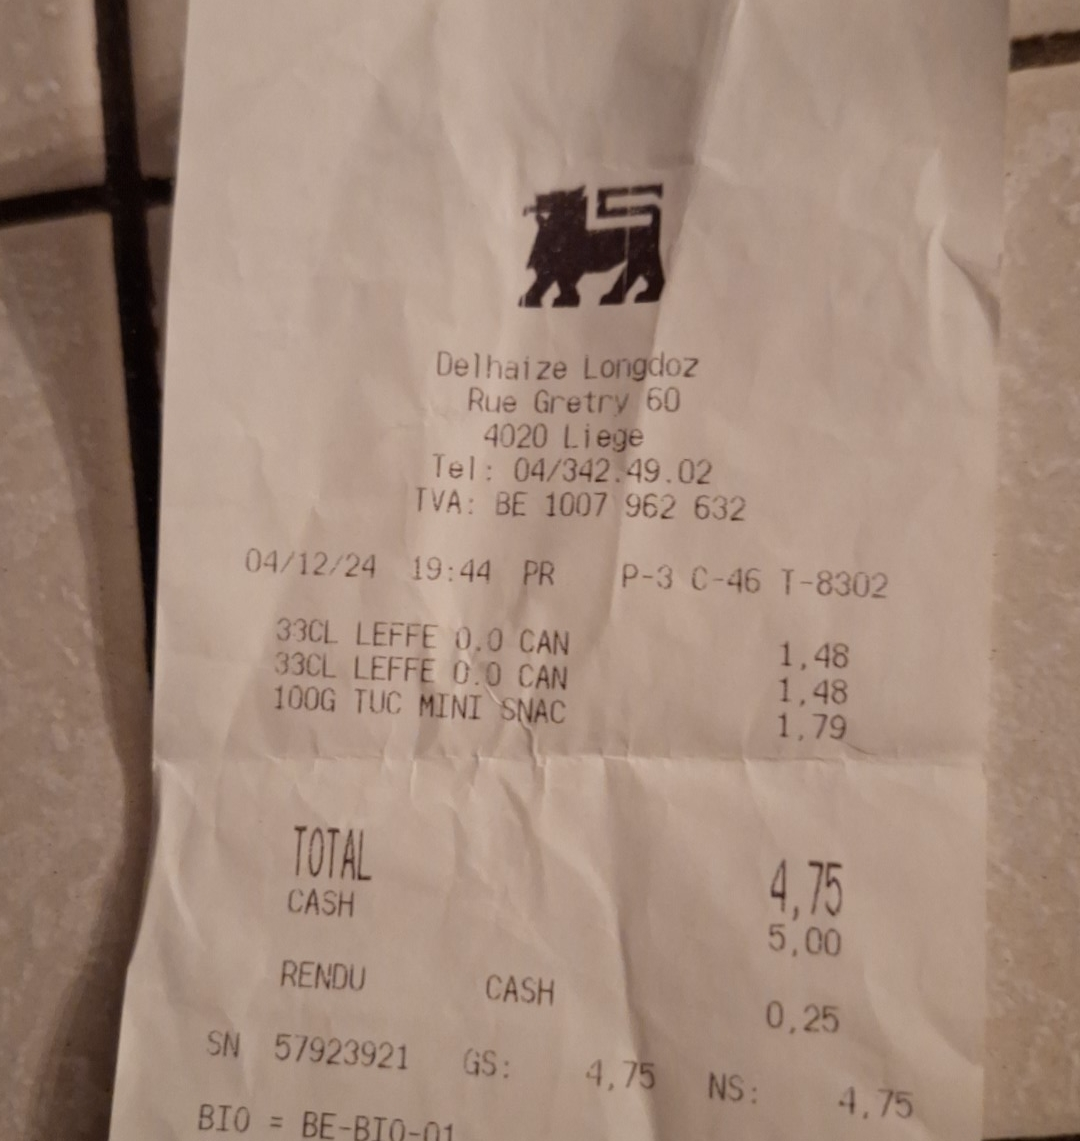 Delhaize Longdoz
Rue Gretry 60
4020 Liege
Tel: 04/342.49.02
TVA: BE 1007 962 632
04/12/24 19:44 PR P-3 C-46 T-8302
33CL LEFFE 0.0 CAN 1,48
33CL LEFFE 0.0 CAN 1,48
100G TUC MINI SNAC 1,79
TOTAL 4,75
CASH 5,00
RENDU CASH 0,25
SN 57923921 GS: 4,75 NS: 4,75
BIO = BE-BIO-01